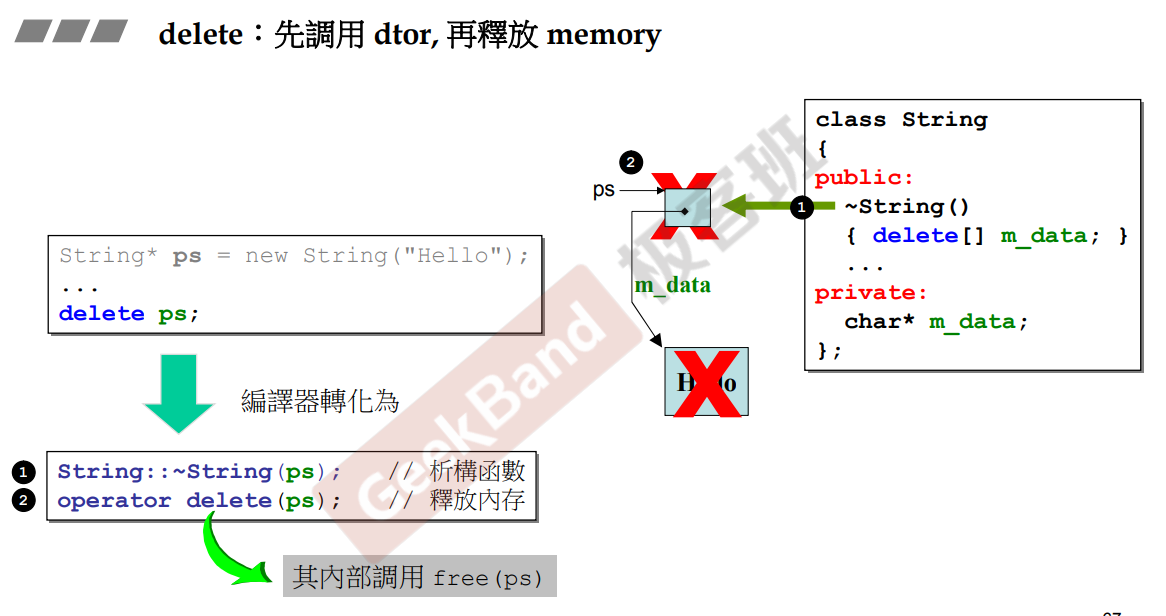 delete：先調用 dtor, 再釋放 memory
String* ps = new String("Hello");
...
delete ps;
編譯器轉化為
1 String::~String(ps); // 析構函數
2 operator delete(ps); // 釋放內存
其內部調用 free(ps)
2
ps
1
m_data
class String
{
public:
~String()
{ delete[] m_data; }
...
private:
char* m_data;
};
GeekBand 极客班